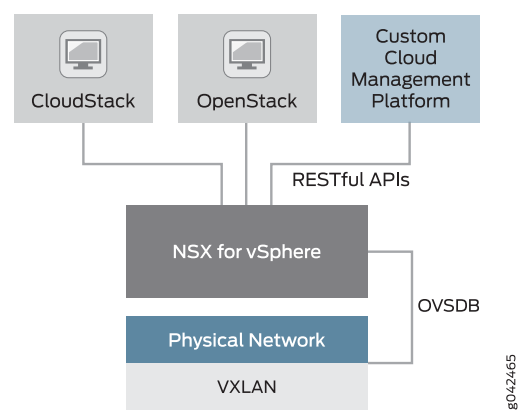 CloudStack
OpenStack
Custom
Cloud
Management
Platform
RESTful APIs
NSX for vSphere
OVSDB
Physical Network
VXLAN
g042465